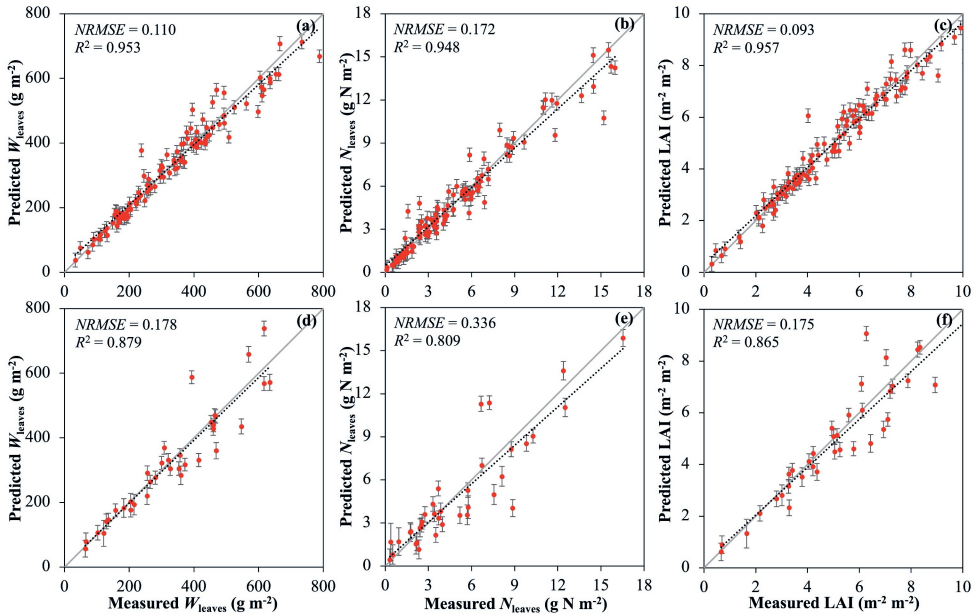 (a)
NRMSE = 0.110
R² = 0.953
Predicted Wleaves (g m-2)
800
600
400
200
0
0 200 400 600 800
(b)
NRMSE = 0.172
R² = 0.948
Predicted Nleaves (g N m-2)
18
15
12
9
6
3
0
0 3 6 9 12 15 18
(c)
NRMSE = 0.093
R² = 0.957
Predicted LAI (m-2 m-2)
10
8
6
4
2
0
0 2 4 6 8 10
(d)
NRMSE = 0.178
R² = 0.879
Predicted Wleaves (g m-2)
800
600
400
200
0
0 200 400 600 800
Measured Wleaves (g m-2)
(e)
NRMSE = 0.336
R² = 0.809
Predicted Nleaves (g N m-2)
18
15
12
9
6
3
0
0 3 6 9 12 15 18
Measured Nleaves (g N m-2)
(f)
NRMSE = 0.175
R² = 0.865
Predicted LAI (m-2 m-2)
10
8
6
4
2
0
0 2 4 6 8 10
Measured LAI (m-2 m-2)